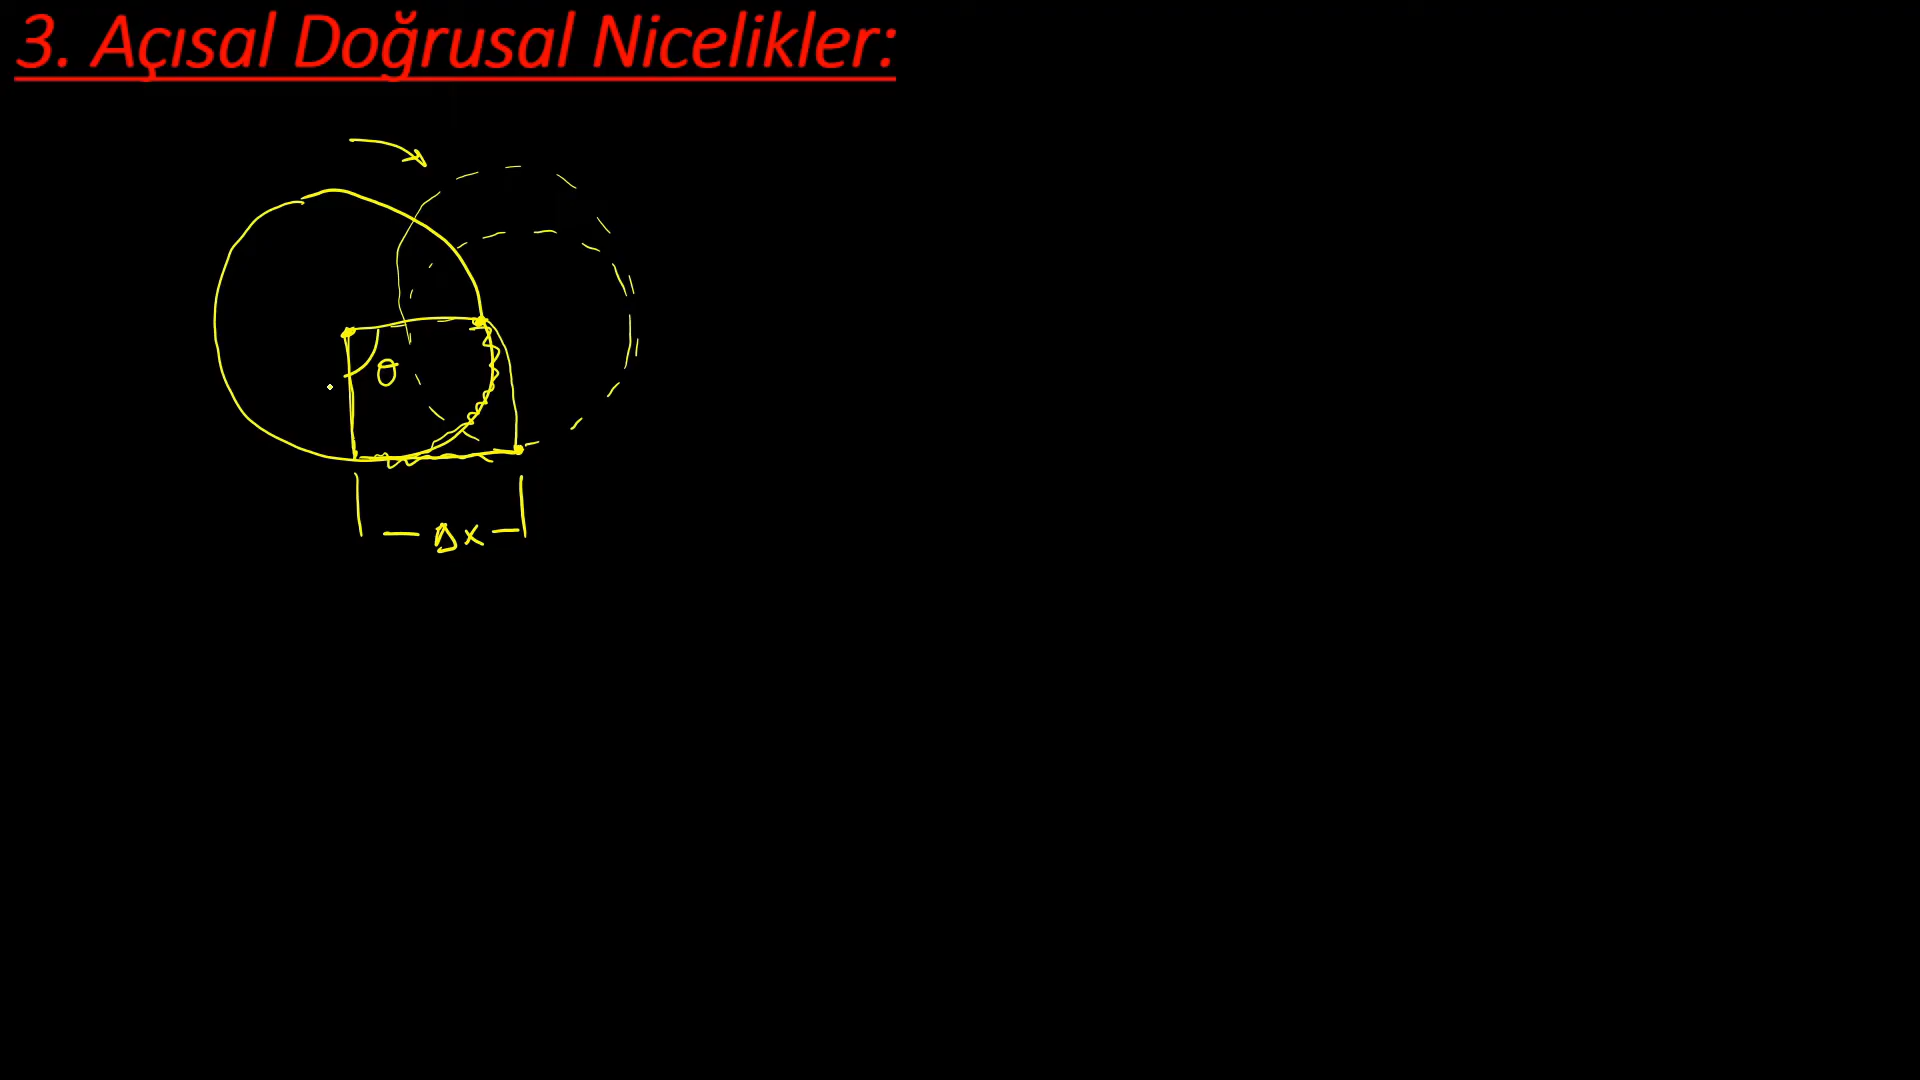 3. Açısal Doğrusal Nicelikler:
θ
Δx